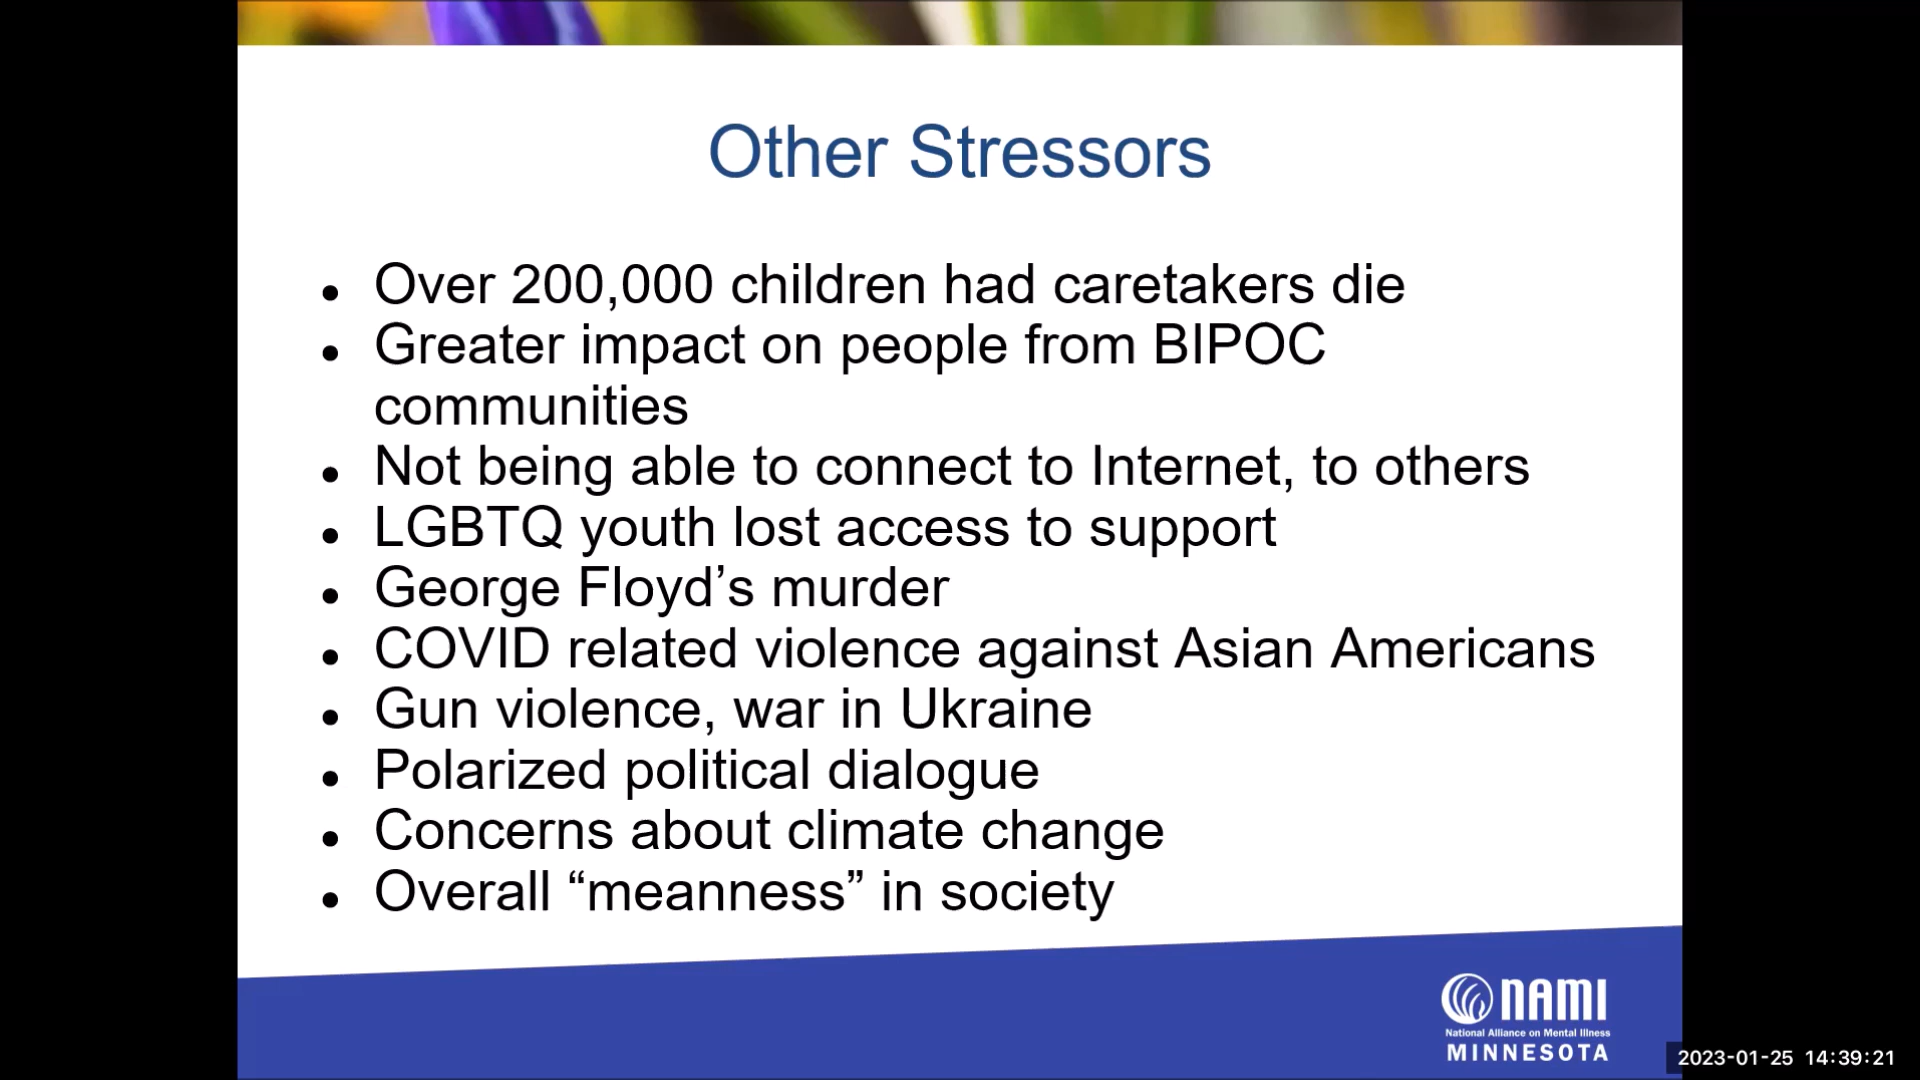 Other Stressors
• Over 200,000 children had caretakers die
• Greater impact on people from BIPOC
communities
• Not being able to connect to Internet, to others
• LGBTQ youth lost access to support
• George Floyd’s murder
• COVID related violence against Asian Americans
• Gun violence, war in Ukraine
• Polarized political dialogue
• Concerns about climate change
• Overall “meanness” in society
NAMI
National Alliance on Mental Illness
MINNESOTA
2023-01-25 14:39:21